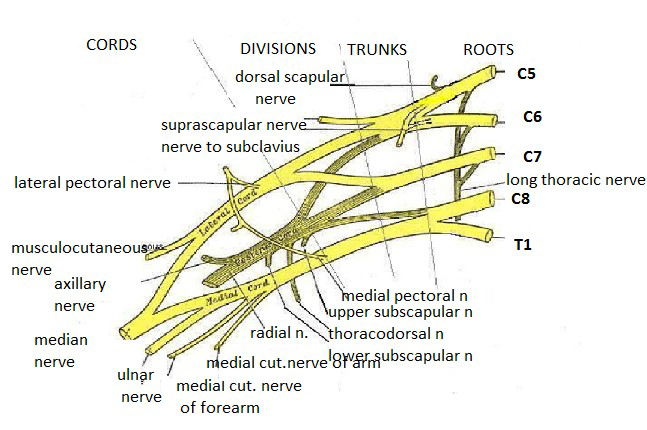 CORDS DIVISIONS TRUNKS ROOTS
dorsal scapular
nerve
C5
suprascapular nerve
nerve to subclavius
C6
C7
lateral pectoral nerve
long thoracic nerve
C8
Lateral Cord
musculocutaneous
nerve
T1
axillary
nerve
Medial Cord
medial pectoral n
upper subscapular n
radial n.
thoracodorsal n
median
nerve
lower subscapular n
medial cut.nerve of arm
ulnar
nerve
medial cut. nerve
of forearm